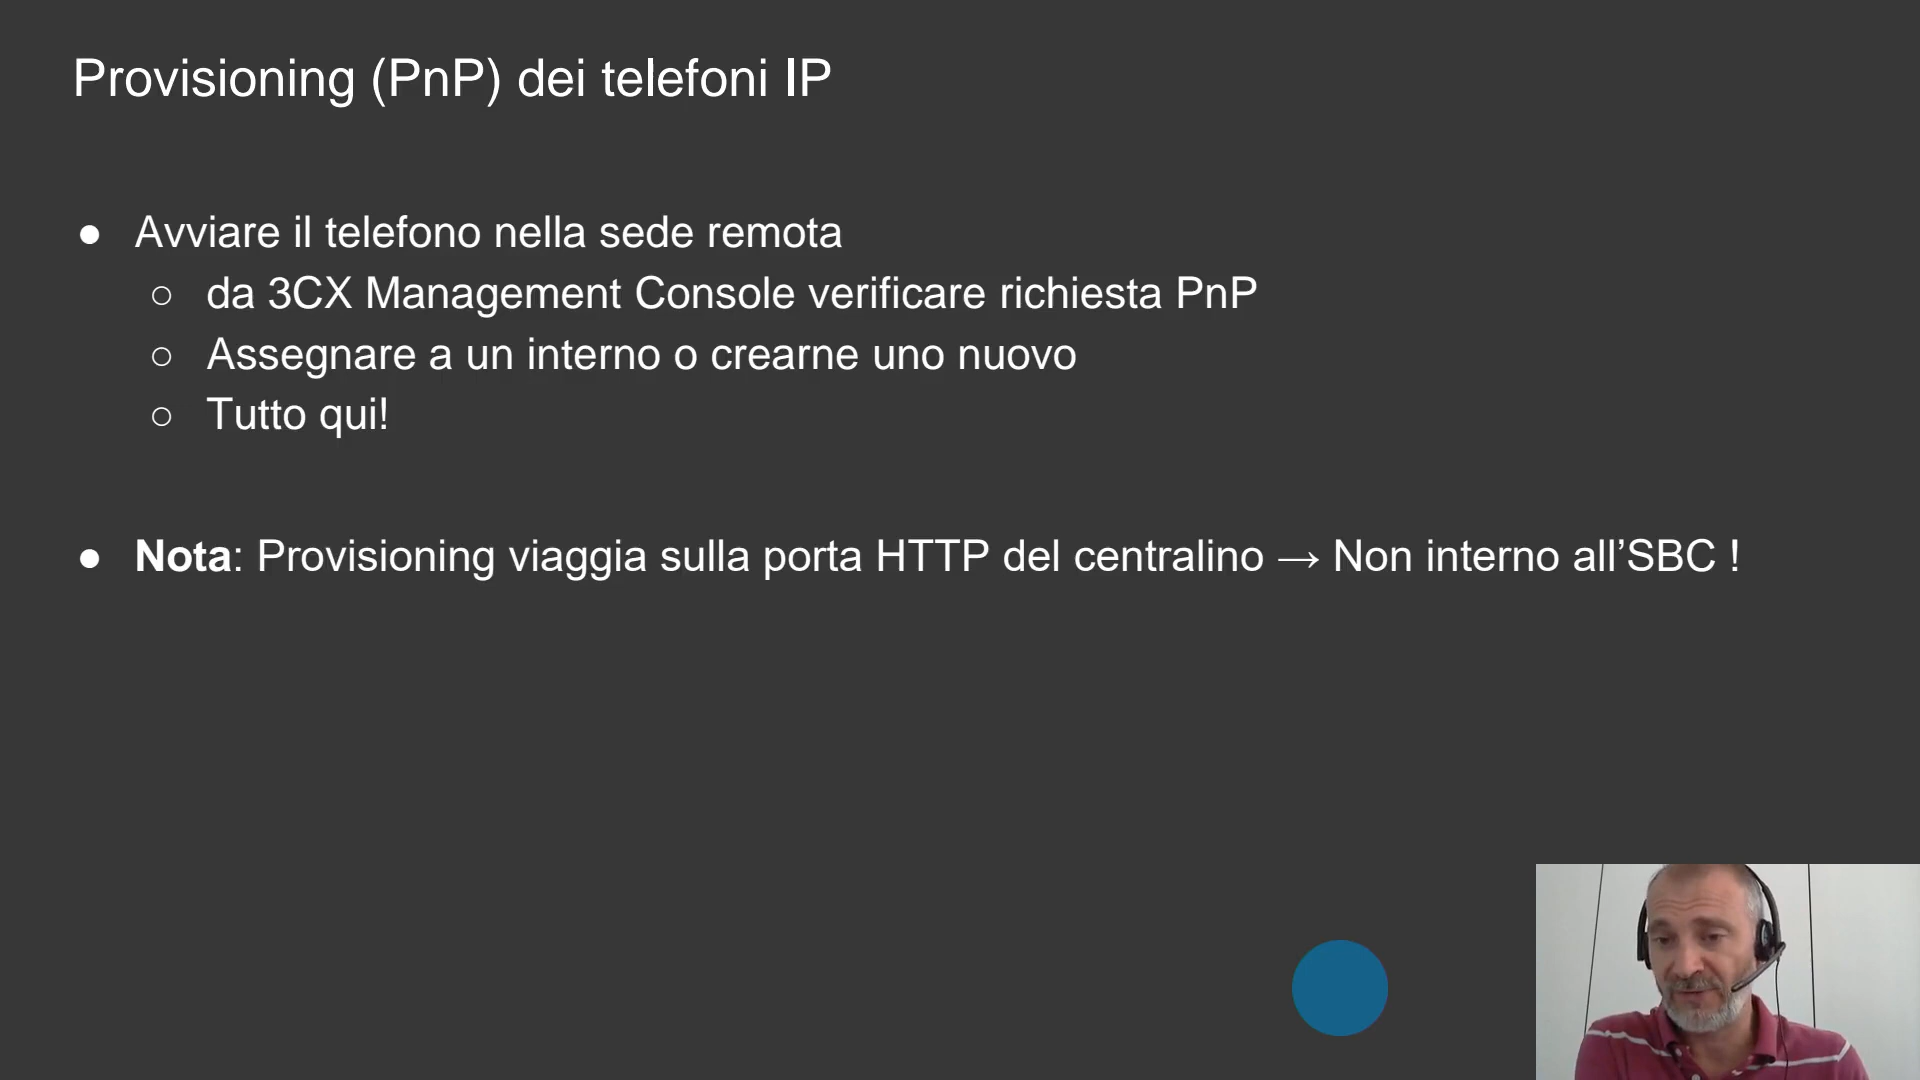 Provisioning (PnP) dei telefoni IP
● Avviare il telefono nella sede remota
○ da 3CX Management Console verificare richiesta PnP
○ Assegnare a un interno o crearne uno nuovo
○ Tutto qui!
● Nota: Provisioning viaggia sulla porta HTTP del centralino → Non interno all’SBC !